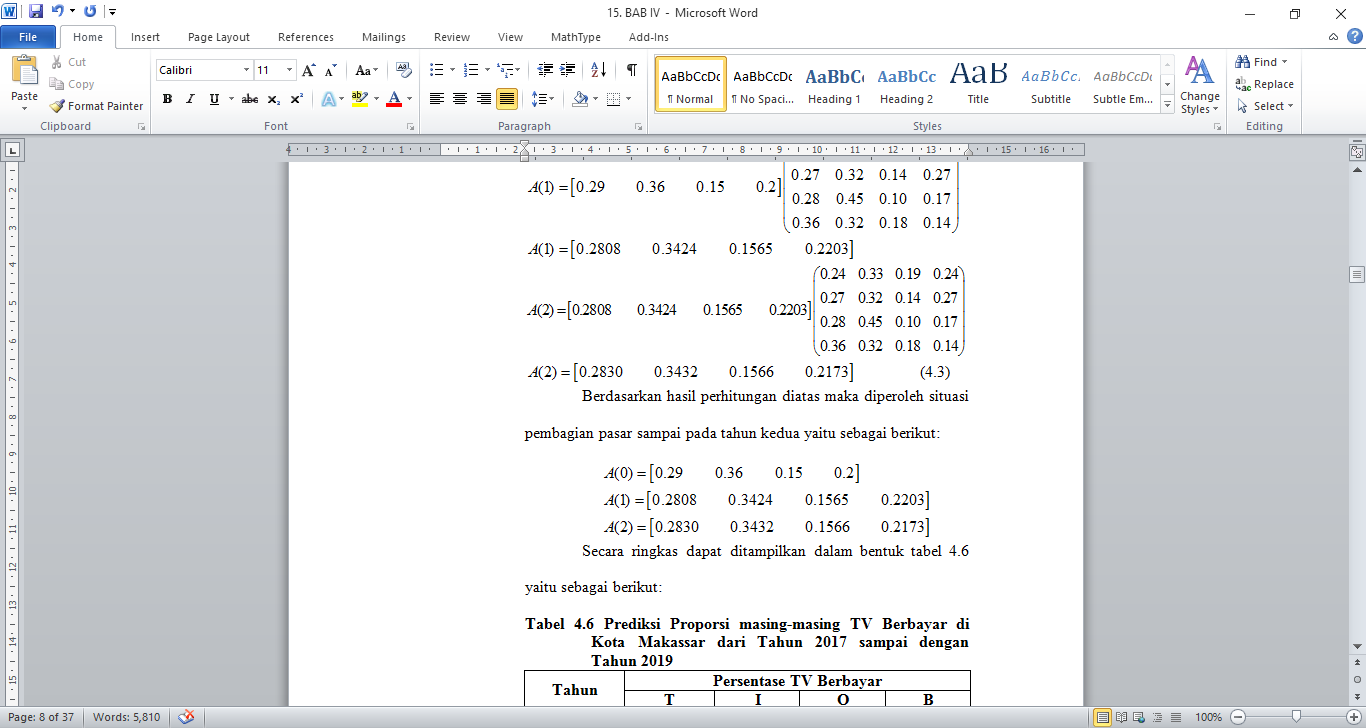 15. BAB IV - Microsoft Word
File Home Insert Page Layout References Mailings Review View MathType Add-Ins
Paste
Cut
Copy
Format Painter
Clipboard
Calibri 11
B I U abc x₂ x²
Font
Paragraph
AaBbCcDc AaBbCcDc AaBbCc AaBbCc AaB AaBbCc. AaBbCcDc
¶ Normal ¶ No Spaci... Heading 1 Heading 2 Title Subtitle Subtle Em...
Change Styles
Styles
Find
Replace
Select
Editing
A(1) = [0.29 0.36 0.15 0.2]
0.27 0.32 0.14 0.27
0.28 0.45 0.10 0.17
0.36 0.32 0.18 0.14
A(1) = [0.2808 0.3424 0.1565 0.2203]
A(2) = [0.2808 0.3424 0.1565 0.2203]
0.24 0.33 0.19 0.24
0.27 0.32 0.14 0.27
0.28 0.45 0.10 0.17
0.36 0.32 0.18 0.14
A(2) = [0.2830 0.3432 0.1566 0.2173] (4.3)
Berdasarkan hasil perhitungan diatas maka diperoleh situasi
pembagian pasar sampai pada tahun kedua yaitu sebagai berikut:
A(0) = [0.29 0.36 0.15 0.2]
A(1) = [0.2808 0.3424 0.1565 0.2203]
A(2) = [0.2830 0.3432 0.1566 0.2173]
Secara ringkas dapat ditampilkan dalam bentuk tabel 4.6
yaitu sebagai berikut:
Tabel 4.6 Prediksi Proporsi masing-masing TV Berbayar di
Kota Makassar dari Tahun 2017 sampai dengan
Tahun 2019
Tahun
Persentase TV Berbayar
T I O B
Page: 8 of 37 Words: 5,810 100%